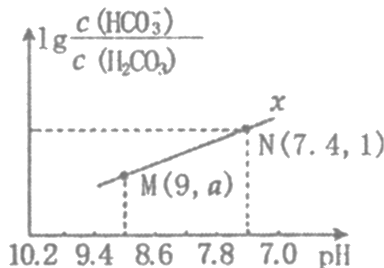 lg c (HCO₃⁻)
c (H₂CO₃)
x
N(7.4, 1)
M(9, a)
10.2 9.4 8.6 7.8 7.0 pH